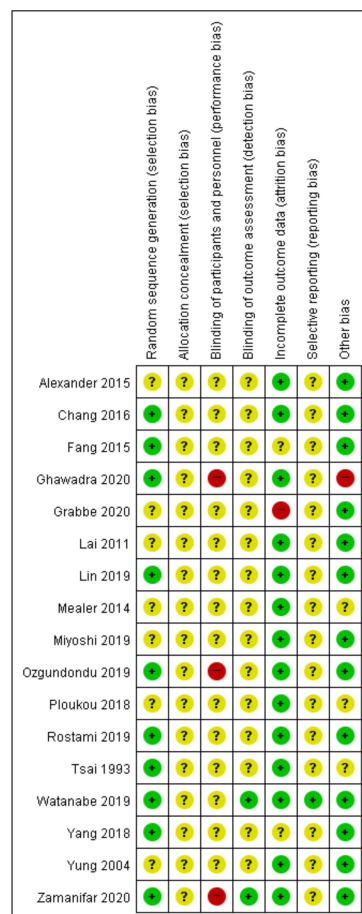 Random sequence generation (selection bias)
Allocation concealment (selection bias)
Blinding of participants and personnel (performance bias)
Blinding of outcome assessment (detection bias)
Incomplete outcome data (attrition bias)
Selective reporting (reporting bias)
Other bias
Alexander 2015 ? ? ? ? + ? +
Chang 2016 + ? ? ? + ? +
Fang 2015 + ? ? ? ? ? +
Ghawadra 2020 + ? - ? + ? -
Grabbe 2020 ? ? ? ? - ? +
Lai 2011 ? ? ? ? + ? +
Lin 2019 + ? ? ? + ? +
Mealer 2014 ? ? ? ? + ? ?
Miyoshi 2019 ? ? ? ? + ? +
Ozgundondu 2019 + ? - ? + ? +
Ploukou 2018 ? ? ? ? + ? ?
Rostami 2019 + ? ? ? + ? +
Tsai 1993 + ? ? ? + ? ?
Watanabe 2019 + ? ? + + + +
Yang 2018 + ? ? ? ? ? +
Yung 2004 ? ? ? ? + ? +
Zamanifar 2020 + ? - + + ? +